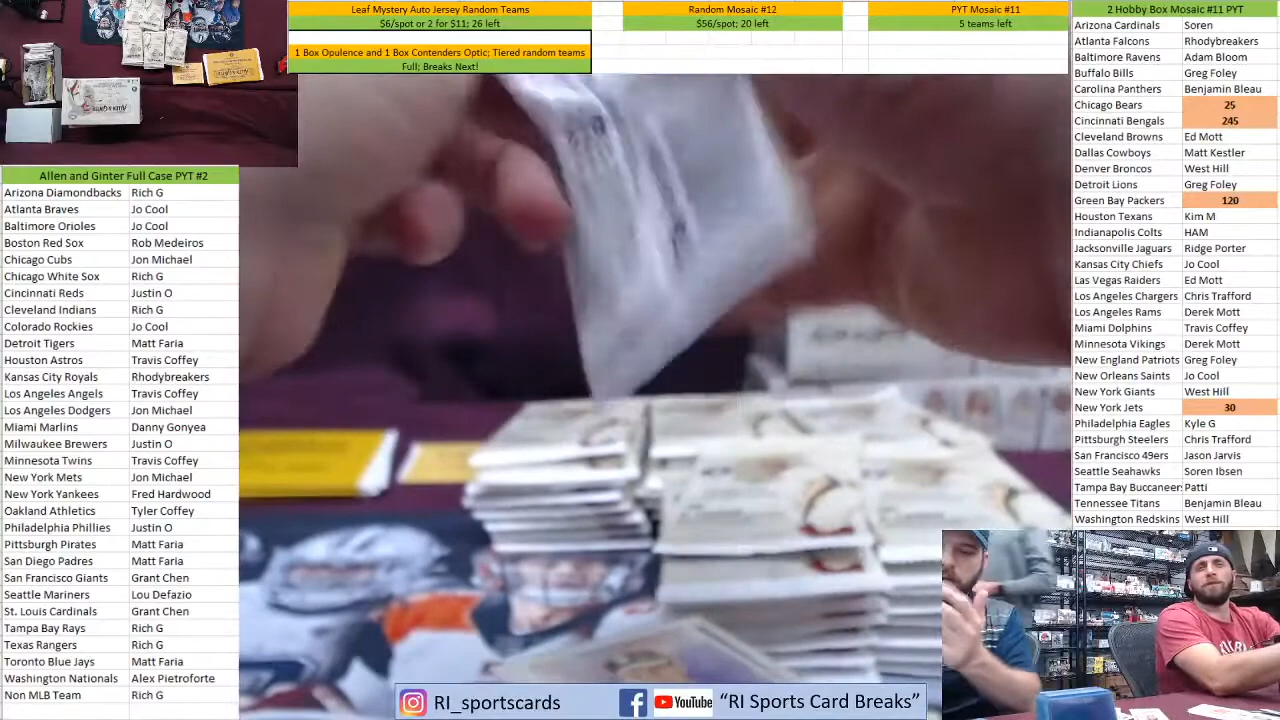 Leaf Mystery Auto Jersey Random Teams
$6/spot or 2 for $11; 26 left
1 Box Opulence and 1 Box Contenders Optic; Tiered random teams
Full; Breaks Next!
Random Mosaic #12
$56/spot; 20 left
PYT Mosaic #11
5 teams left
2 Hobby Box Mosaic #11 PYT
Arizona Cardinals Soren
Atlanta Falcons Rhodybreakers
Baltimore Ravens Adam Bloom
Buffalo Bills Greg Foley
Carolina Panthers Benjamin Bleau
Chicago Bears 25
Cincinnati Bengals 245
Cleveland Browns Ed Mott
Dallas Cowboys Matt Kestler
Denver Broncos West Hill
Detroit Lions Greg Foley
Green Bay Packers 120
Houston Texans Kim M
Indianapolis Colts HAM
Jacksonville Jaguars Ridge Porter
Kansas City Chiefs Jo Cool
Las Vegas Raiders Ed Mott
Los Angeles Chargers Chris Trafford
Los Angeles Rams Derek Mott
Miami Dolphins Travis Coffey
Minnesota Vikings Derek Mott
New England Patriots Greg Foley
New Orleans Saints Jo Cool
New York Giants West Hill
New York Jets 30
Philadelphia Eagles Kyle G
Pittsburgh Steelers Chris Trafford
San Francisco 49ers Jason Jarvis
Seattle Seahawks Soren Ibsen
Tampa Bay Buccaneers Patti
Tennessee Titans Benjamin Bleau
Washington Redskins West Hill
Allen and Ginter Full Case PYT #2
Arizona Diamondbacks Rich G
Atlanta Braves Jo Cool
Baltimore Orioles Jo Cool
Boston Red Sox Rob Medeiros
Chicago Cubs Jon Michael
Chicago White Sox Rich G
Cincinnati Reds Justin O
Cleveland Indians Rich G
Colorado Rockies Jo Cool
Detroit Tigers Matt Faria
Houston Astros Travis Coffey
Kansas City Royals Rhodybreakers
Los Angeles Angels Travis Coffey
Los Angeles Dodgers Jon Michael
Miami Marlins Danny Gonyea
Milwaukee Brewers Justin O
Minnesota Twins Travis Coffey
New York Mets Jon Michael
New York Yankees Fred Hardwood
Oakland Athletics Tyler Coffey
Philadelphia Phillies Justin O
Pittsburgh Pirates Matt Faria
San Diego Padres Matt Faria
San Francisco Giants Grant Chen
Seattle Mariners Lou Defazio
St. Louis Cardinals Grant Chen
Tampa Bay Rays Rich G
Texas Rangers Rich G
Toronto Blue Jays Matt Faria
Washington Nationals Alex Pietroforte
Non MLB Team Rich G
RI_sportscards
YouTube
“RI Sports Card Breaks”